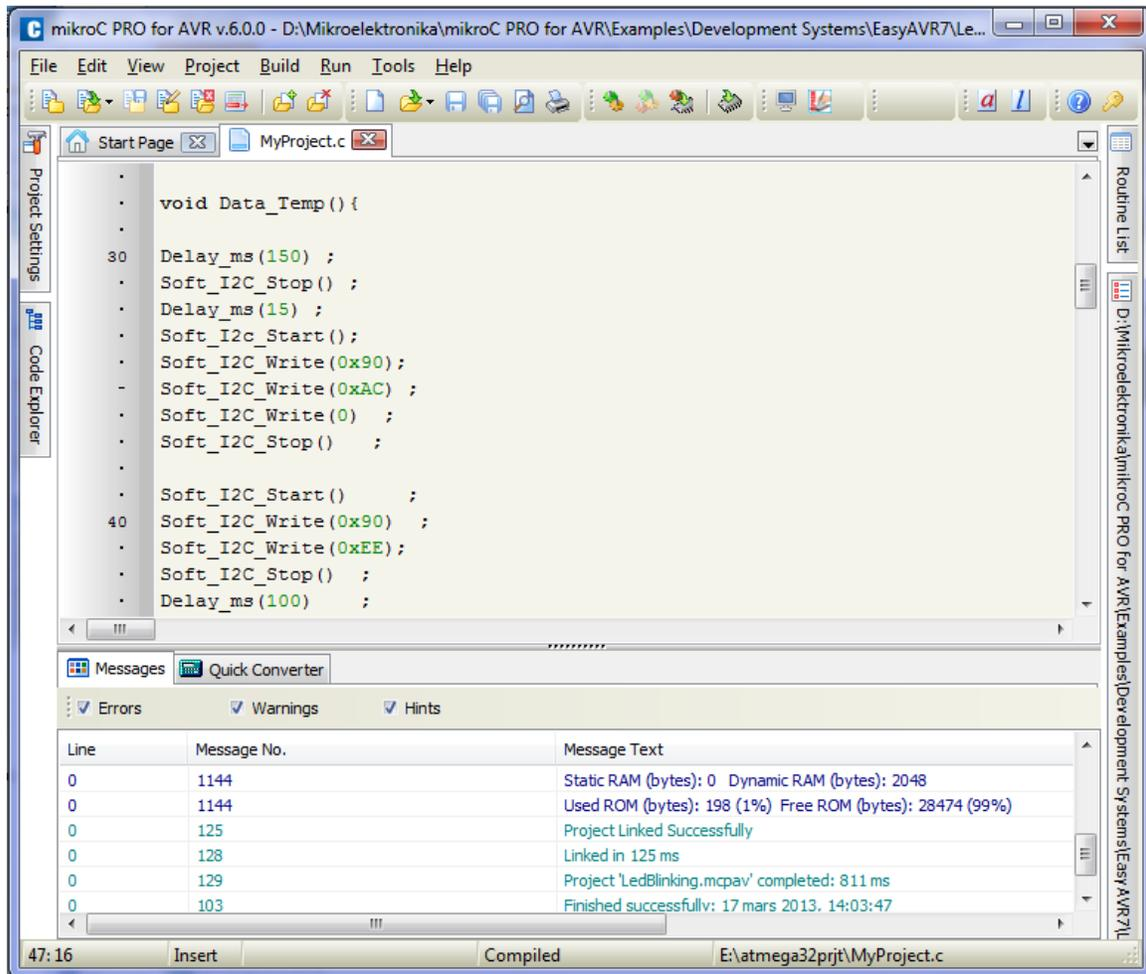 mikroC PRO for AVR v.6.0.0 - D:\Mikroelektronika\mikroC PRO for AVR\Examples\Development Systems\EasyAVR7\Le...
File Edit View Project Build Run Tools Help
Start Page MyProject.c
Project Settings
Code Explorer
void Data_Temp(){
30 Delay_ms(150) ;
Soft_I2C_Stop() ;
Delay_ms(15) ;
Soft_I2c_Start();
Soft_I2C_Write(0x90);
Soft_I2C_Write(0xAC) ;
Soft_I2C_Write(0) ;
Soft_I2C_Stop() ;
Soft_I2C_Start() ;
40 Soft_I2C_Write(0x90) ;
Soft_I2C_Write(0xEE);
Soft_I2C_Stop() ;
Delay_ms(100) ;
Routine List
D:\Mikroelektronika\mikroC PRO for AVR\Examples\Development Systems\EasyAVR7\L
Messages Quick Converter
Errors Warnings Hints
Line Message No. Message Text
0 1144 Static RAM (bytes): 0 Dynamic RAM (bytes): 2048
0 1144 Used ROM (bytes): 198 (1%) Free ROM (bytes): 28474 (99%)
0 125 Project Linked Successfully
0 128 Linked in 125 ms
0 129 Project 'LedBlinking.mcpav' completed: 811 ms
0 103 Finished successfully: 17 mars 2013, 14:03:47
47: 16 Insert Compiled E:\atmega32prjt\MyProject.c